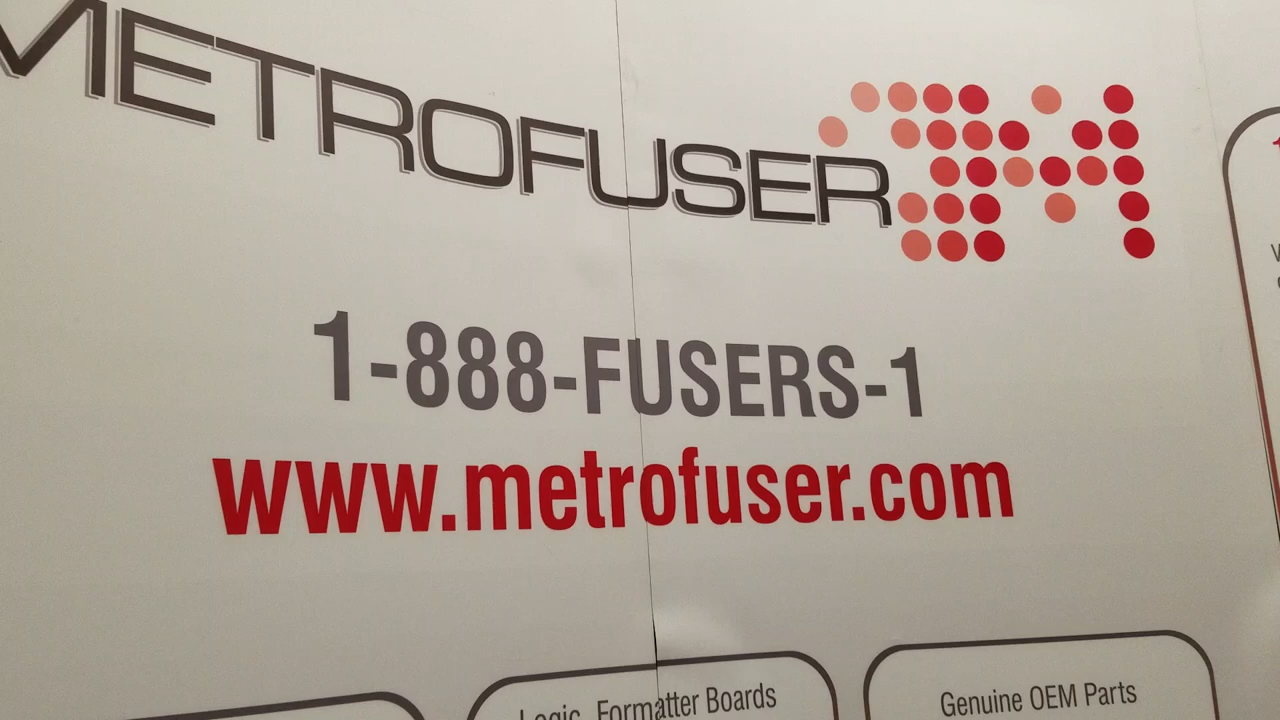 METROFUSER
1-888-FUSERS-1
www.metrofuser.com
Logic, Formatter Boards
Genuine OEM Parts